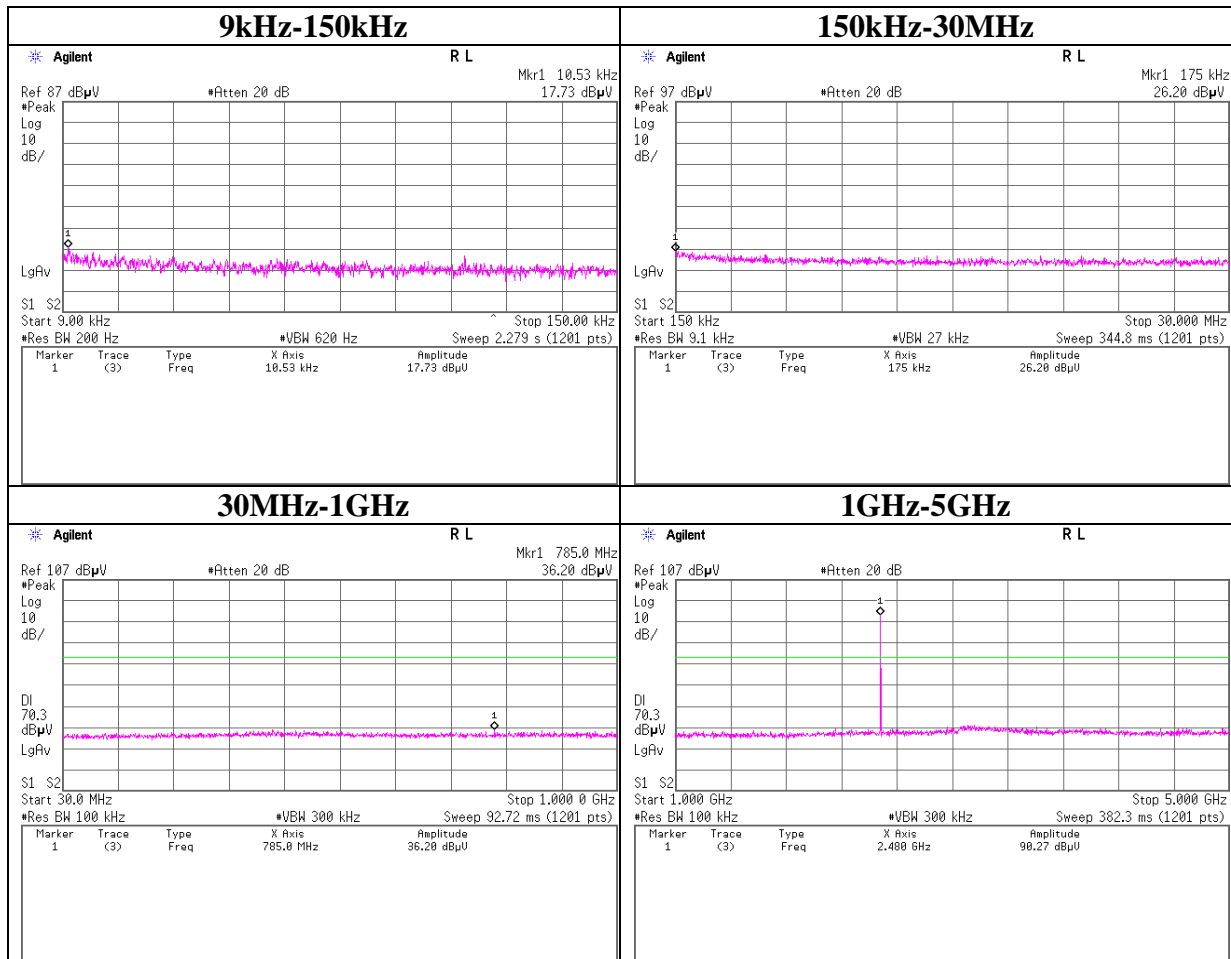 9kHz-150kHz
Agilent R L
Mkr1 10.53 kHz
Ref 87 dBµV #Atten 20 dB 17.73 dBµV
#Peak
Log
10
dB/
1
LgAv
S1 S2
Start 9.00 kHz ^ Stop 150.00 kHz
#Res BW 200 Hz #VBW 620 Hz Sweep 2.279 s (1201 pts)
Marker Trace Type X Axis Amplitude
1 (3) Freq 10.53 kHz 17.73 dBµV
150kHz-30MHz
Agilent R L
Mkr1 175 kHz
Ref 97 dBµV #Atten 20 dB 26.20 dBµV
#Peak
Log
10
dB/
1
LgAv
S1 S2
Start 150 kHz Stop 30.000 MHz
#Res BW 9.1 kHz #VBW 27 kHz Sweep 344.8 ms (1201 pts)
Marker Trace Type X Axis Amplitude
1 (3) Freq 175 kHz 26.20 dBµV
30MHz-1GHz
Agilent R L
Mkr1 785.0 MHz
Ref 107 dBµV #Atten 20 dB 36.20 dBµV
#Peak
Log
10
dB/
1
DI
70.3
dBµV
LgAv
S1 S2
Start 30.0 MHz Stop 1.000 0 GHz
#Res BW 100 kHz #VBW 300 kHz Sweep 92.72 ms (1201 pts)
Marker Trace Type X Axis Amplitude
1 (3) Freq 785.0 MHz 36.20 dBµV
1GHz-5GHz
Agilent R L
Ref 107 dBµV #Atten 20 dB
#Peak
Log
10
dB/
1
DI
70.3
dBµV
LgAv
S1 S2
Start 1.000 GHz Stop 5.000 GHz
#Res BW 100 kHz #VBW 300 kHz Sweep 382.3 ms (1201 pts)
Marker Trace Type X Axis Amplitude
1 (3) Freq 2.480 GHz 90.27 dBµV